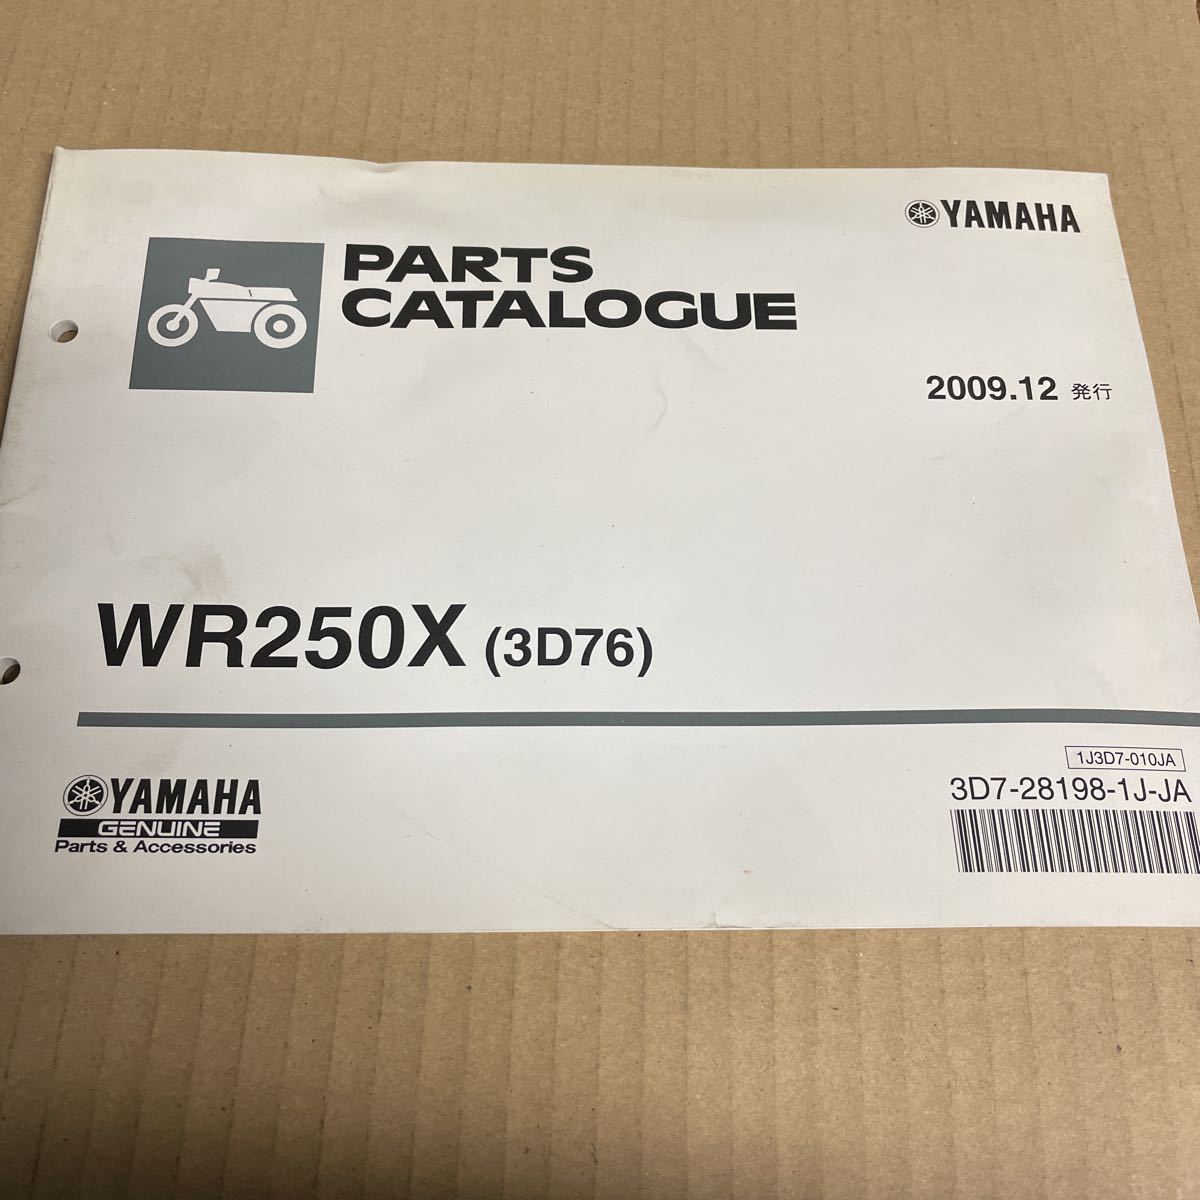 YAMAHA
PARTS
CATALOGUE
2009.12 発行
WR250X (3D76)
1J3D7-010JA
3D7-28198-1J-JA
YAMAHA
GENUINE
Parts & Accessories